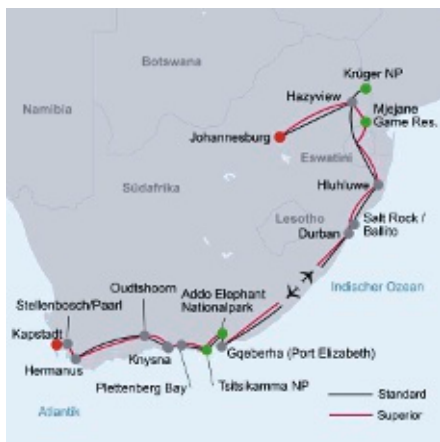 Botswana
Krüger NP
Namibia
Hazyview
Mjejane
Game Res.
Johannesburg
Eswatini
Südafrika
Hluhluwe
Lesotho
Salt Rock /
Ballito
Durban
Indischer Ozean
Oudtshoorn
Addo Elephant
Nationalpark
Stellenbosch/Paarl
Kapstadt
Knysna
Gqeberha (Port Elizabeth)
Hermanus
Plettenberg Bay
Tsitsikamma NP
Atlantik
Standard
Superior